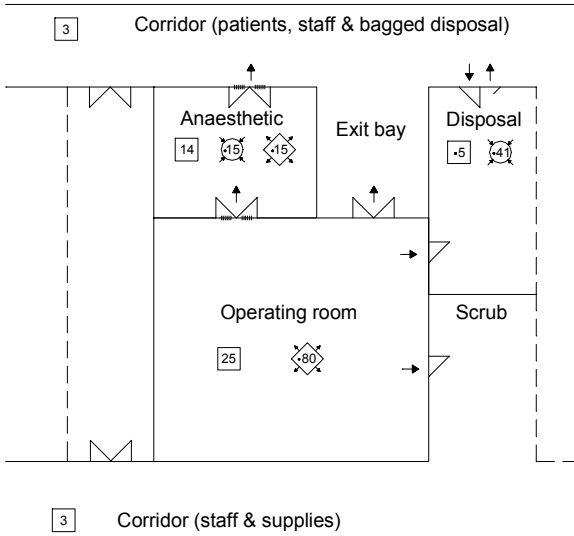 3 Corridor (patients, staff & bagged disposal)
Anaesthetic
14 ·15 ·15
Exit bay
Disposal
·5 ·41
Operating room
25 ·80
Scrub
3 Corridor (staff & supplies)